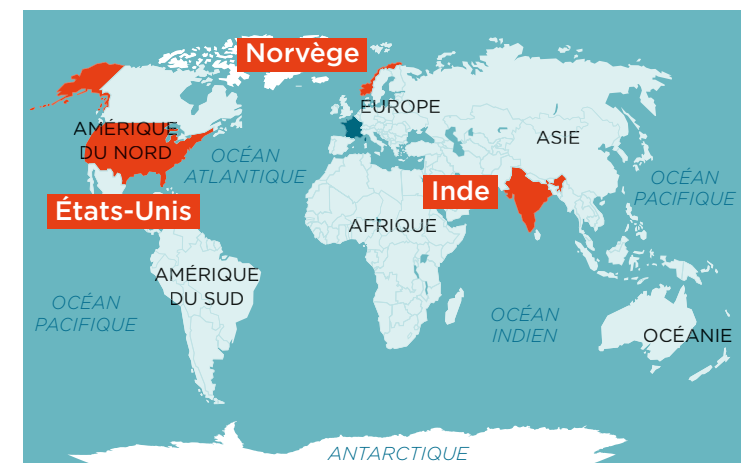 Norvège
EUROPE
AMÉRIQUE
DU NORD
ASIE
OCÉAN
ATLANTIQUE
OCÉAN
PACIFIQUE
Inde
États-Unis
AFRIQUE
AMÉRIQUE
DU SUD
OCÉAN
PACIFIQUE
OCÉAN
INDIEN
OCÉANIE
ANTARCTIQUE